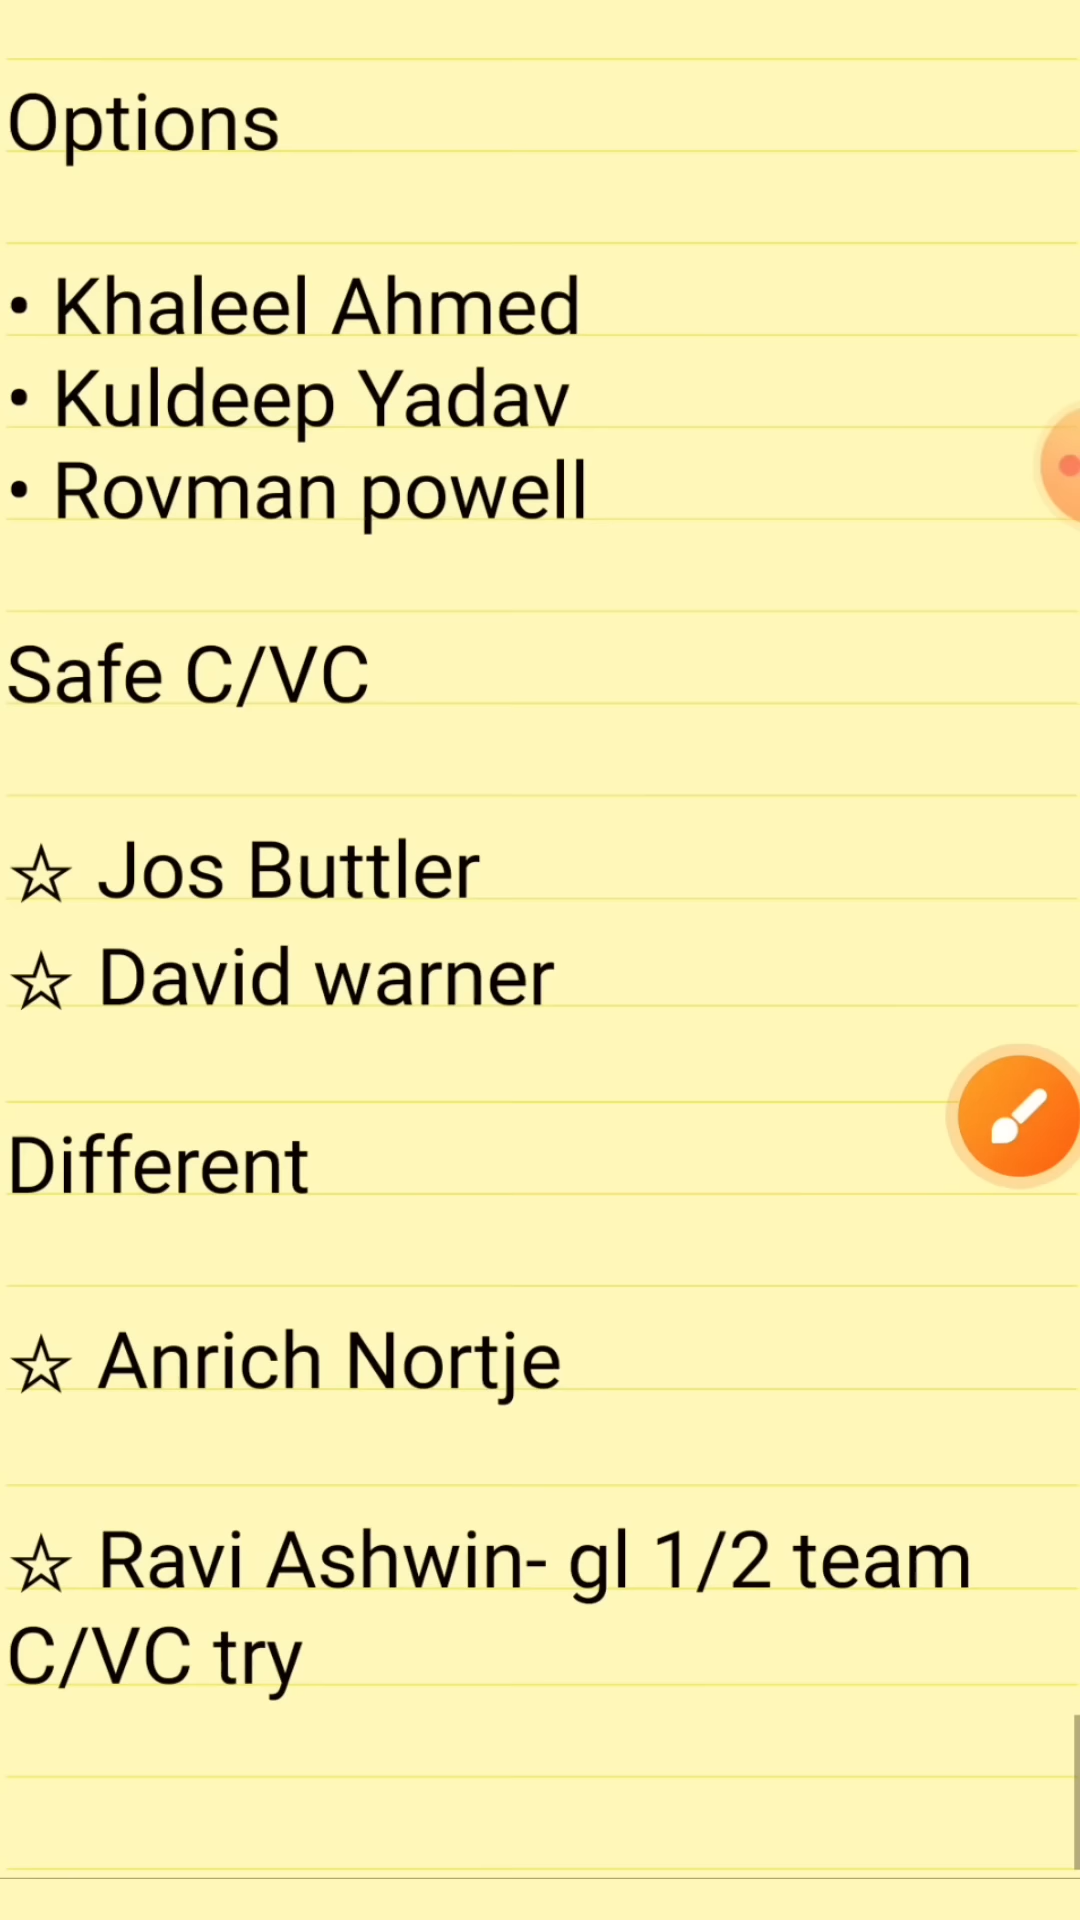 Options
• Khaleel Ahmed
• Kuldeep Yadav
• Rovman powell
Safe C/VC
☆ Jos Buttler
☆ David warner
Different
☆ Anrich Nortje
☆ Ravi Ashwin- gl 1/2 team
C/VC try